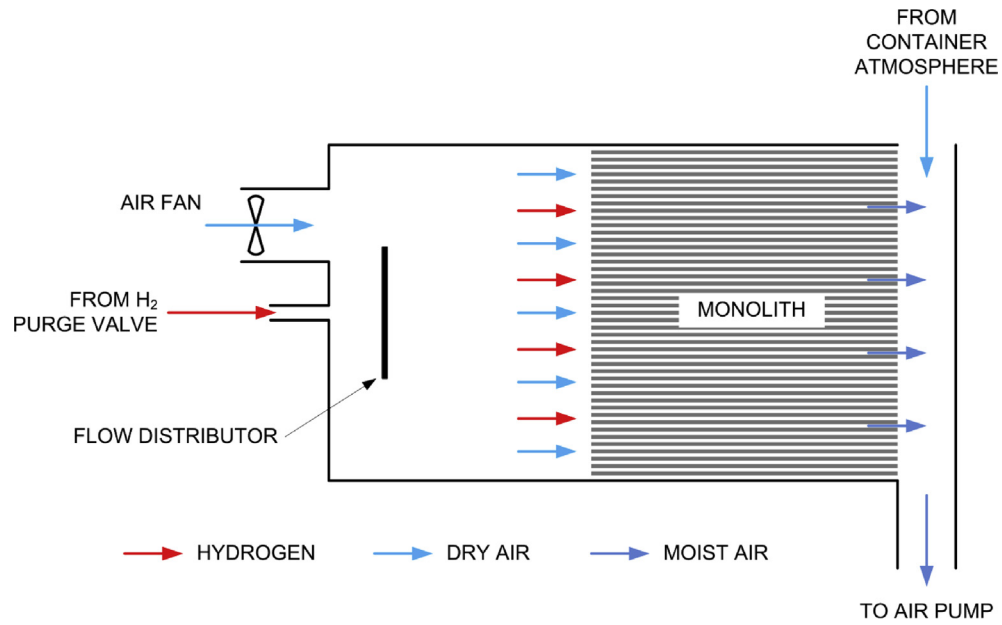 FROM
CONTAINER
ATMOSPHERE
AIR FAN
FROM H₂
PURGE VALVE
MONOLITH
FLOW DISTRIBUTOR
HYDROGEN
DRY AIR
MOIST AIR
TO AIR PUMP